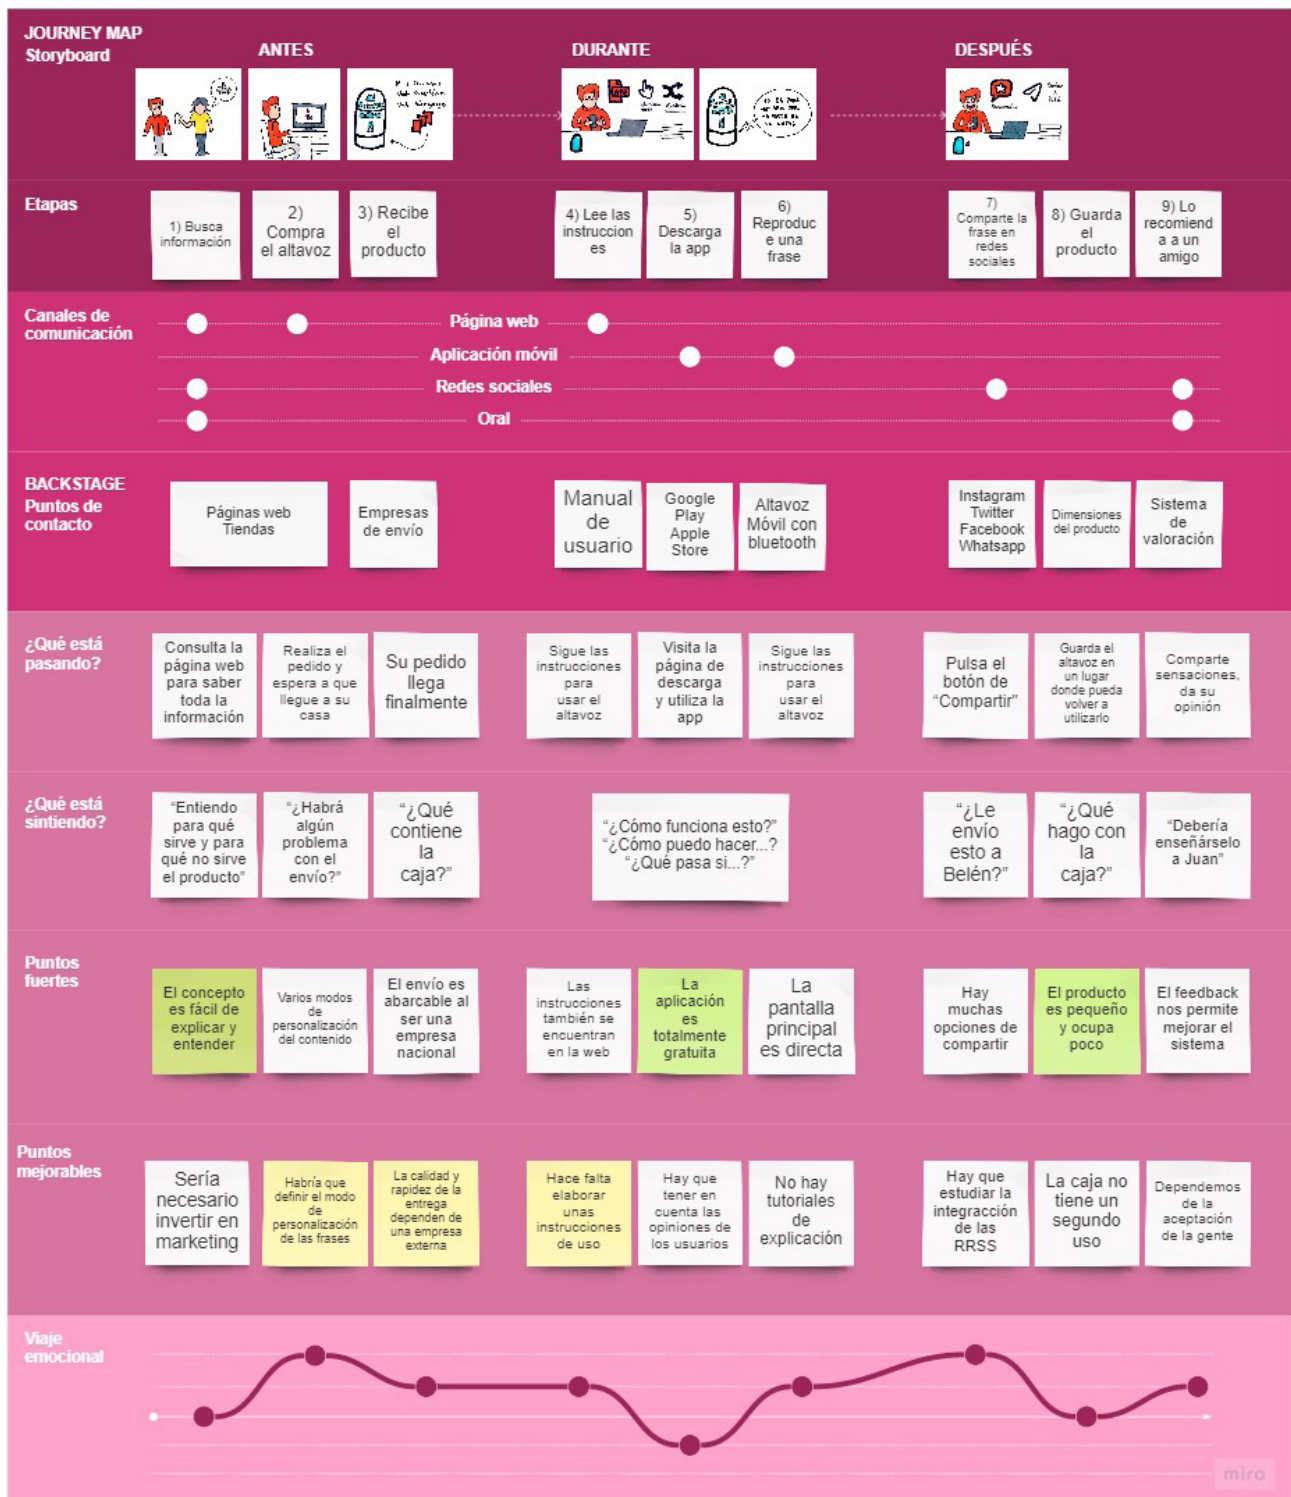 JOURNEY MAP
Storyboard
ANTES
DURANTE
DESPUÉS
Etapas
1) Busca
información
2)
Compra
el altavoz
3) Recibe
el
producto
4) Lee las
instruccion
es
5)
Descarga
la app
6)
Reproduc
e una
frase
7)
Comparte la
frase en
redes
sociales
8) Guarda
el
producto
9) Lo
recomiend
a a un
amigo
Canales de
comunicación
Página web
Aplicación móvil
Redes sociales
Oral
BACKSTAGE
Puntos de
contacto
Páginas web
Tiendas
Empresas
de envío
Manual
de
usuario
Google
Play
Apple
Store
Altavoz
Móvil con
bluetooth
Instagram
Twitter
Facebook
Whatsapp
Dimensiones
del producto
Sistema
de
valoración
¿Qué está
pasando?
Consulta la
página web
para saber
toda la
información
Realiza el
pedido y
espera a que
llegue a su
casa
Su pedido
llega
finalmente
Sigue las
instrucciones
para
usar el
altavoz
Visita la
página de
descarga
y utiliza la
app
Sigue las
instrucciones
para
usar el
altavoz
Pulsa el
botón de
“Compartir”
Guarda el
altavoz en
un lugar
donde pueda
volver a
utilizarlo
Comparte
sensaciones,
da su
opinión
¿Qué está
sintiendo?
“Entiendo
para qué
sirve y para
qué no sirve
el producto”
“¿Habrá
algún
problema
con el
envío?”
“¿Qué
contiene
la
caja?”
“¿Cómo funciona esto?”
“¿Cómo puedo hacer...?
“¿Qué pasa si...?”
“¿Le
envío
esto a
Belén?”
“¿Qué
hago con
la
caja?”
“Debería
enseñárselo
a Juan”
Puntos
fuertes
El concepto
es fácil de
explicar y
entender
Varios modos
de
personalización
del contenido
El envío es
abarcable al
ser una
empresa
nacional
Las
instrucciones
también se
encuentran
en la web
La
aplicación
es
totalmente
gratuita
La
pantalla
principal
es directa
Hay
muchas
opciones de
compartir
El producto
es pequeño
y ocupa
poco
El feedback
nos permite
mejorar el
sistema
Puntos
mejorables
Sería
necesario
invertir en
marketing
Habría que
definir el modo
de
personalización
de las frases
La calidad y
rapidez de la
entrega
dependen de
una empresa
externa
Hace falta
elaborar
unas
instrucciones
de uso
Hay que
tener en
cuenta las
opiniones de
los usuarios
No hay
tutoriales
de
explicación
Hay que
estudiar la
integracción
de las
RRSS
La caja no
tiene un
segundo
uso
Dependemos
de la
aceptación
de la gente
Viaje
emocional
miro